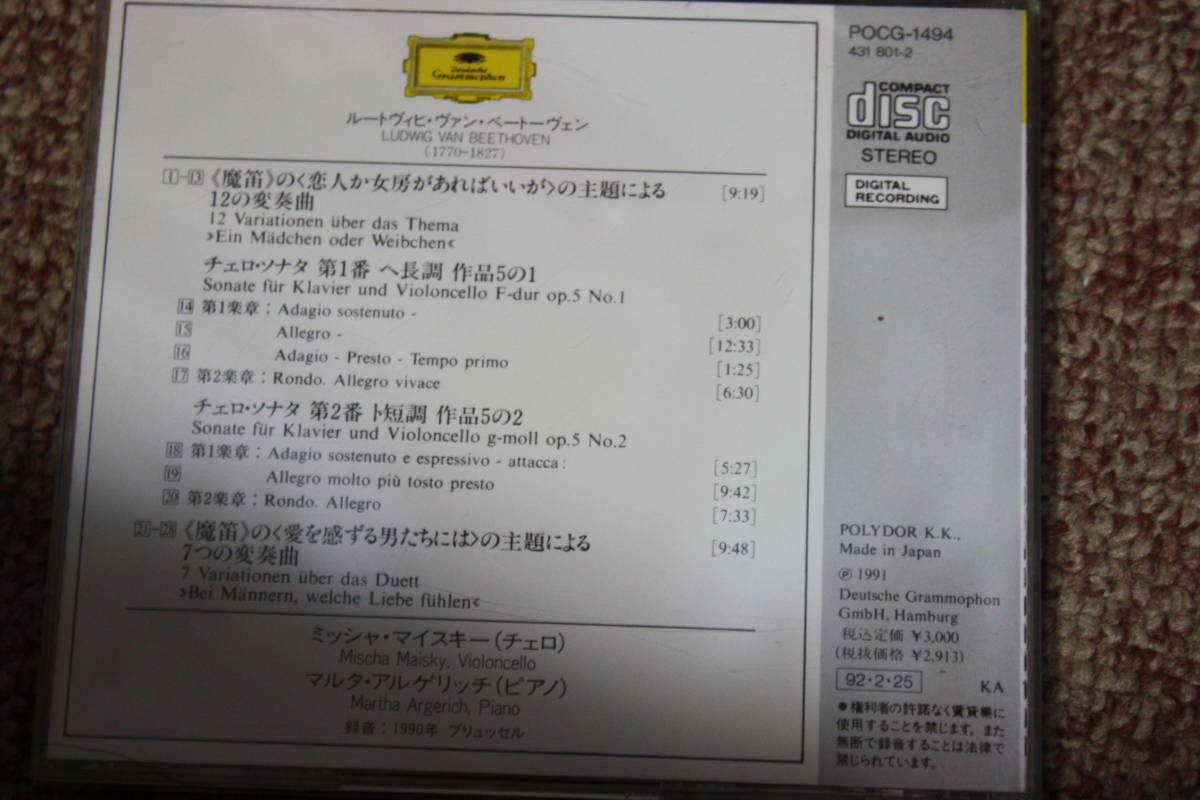 Deutsche
Grammophon
ルートヴィヒ・ヴァン・ベートーヴェン
LUDWIG VAN BEETHOVEN
(1770-1827)
1-13 《魔笛》の〈恋人か女房があればいいが〉の主題による [9:19]
12の変奏曲
12 Variationen über das Thema
»Ein Mädchen oder Weibchen«
チェロ・ソナタ 第1番 ヘ長調 作品5の1
Sonate für Klavier und Violoncello F-dur op.5 No.1
14 第1楽章：Adagio sostenuto - [3:00]
15 Allegro - [12:33]
16 Adagio - Presto - Tempo primo [1:25]
17 第2楽章：Rondo. Allegro vivace [6:30]
チェロ・ソナタ 第2番 ト短調 作品5の2
Sonate für Klavier und Violoncello g-moll op.5 No.2
18 第1楽章：Adagio sostenuto e espressivo - attacca: [5:27]
19 Allegro molto più tosto presto [9:42]
20 第2楽章：Rondo. Allegro [7:33]
21-28 《魔笛》の〈愛を感ずる男たちには〉の主題による [9:48]
7つの変奏曲
7 Variationen über das Duett
»Bei Männern, welche Liebe fühlen«
ミッシャ・マイスキー(チェロ)
Mischa Maisky, Violoncello
マルタ・アルゲリッチ(ピアノ)
Martha Argerich, Piano
録音：1990年 ブリュッセル
POCG-1494
431 801-2
COMPACT
disc
DIGITAL AUDIO
STEREO
DIGITAL
RECORDING
POLYDOR K.K.,
Made in Japan
℗ 1991
Deutsche Grammophon
GmbH, Hamburg
税込定価 ¥3,000
(税抜価格 ¥2,913)
92・2・25
KA
●権利者の許諾なく賃貸業に
使用することを禁じます。また
無断で録音することは法律で
禁じられています。